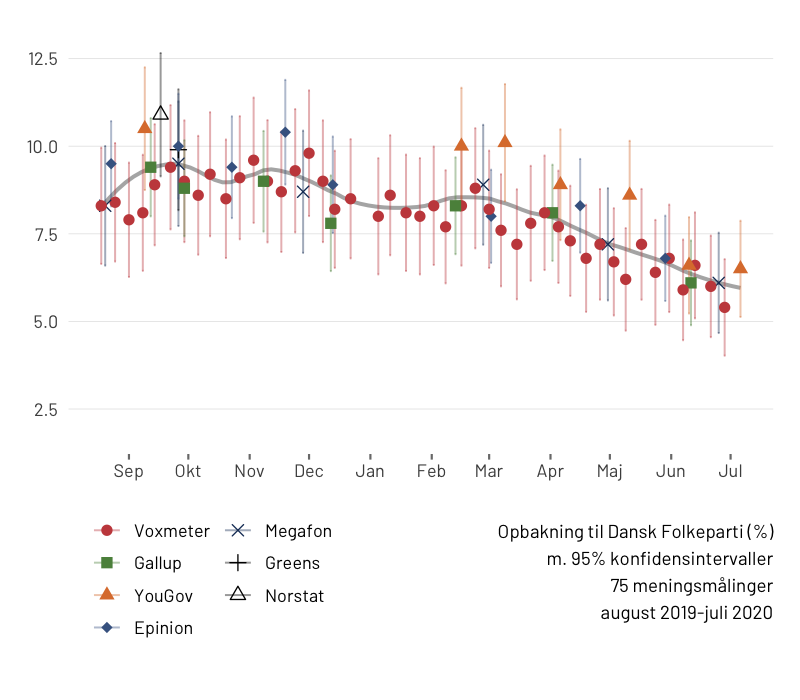 12.5
10.0
7.5
5.0
2.5
Sep Okt Nov Dec Jan Feb Mar Apr Maj Jun Jul
Voxmeter
Gallup
YouGov
Epinion
Megafon
Greens
Norstat
Opbakning til Dansk Folkeparti (%)
m. 95% konfidensintervaller
75 meningsmålinger
august 2019-juli 2020